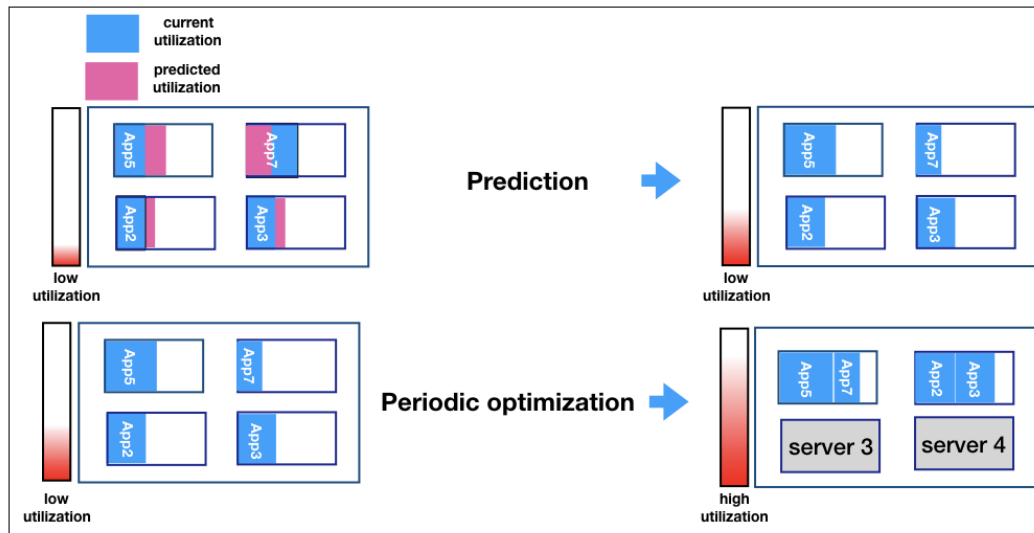 current
utilization
predicted
utilization
App5
App7
App2
App3
low
utilization
Prediction
App5
App7
App2
App3
low
utilization
App5
App7
App2
App3
low
utilization
Periodic optimization
App5
App7
App2
App3
server 3
server 4
high
utilization